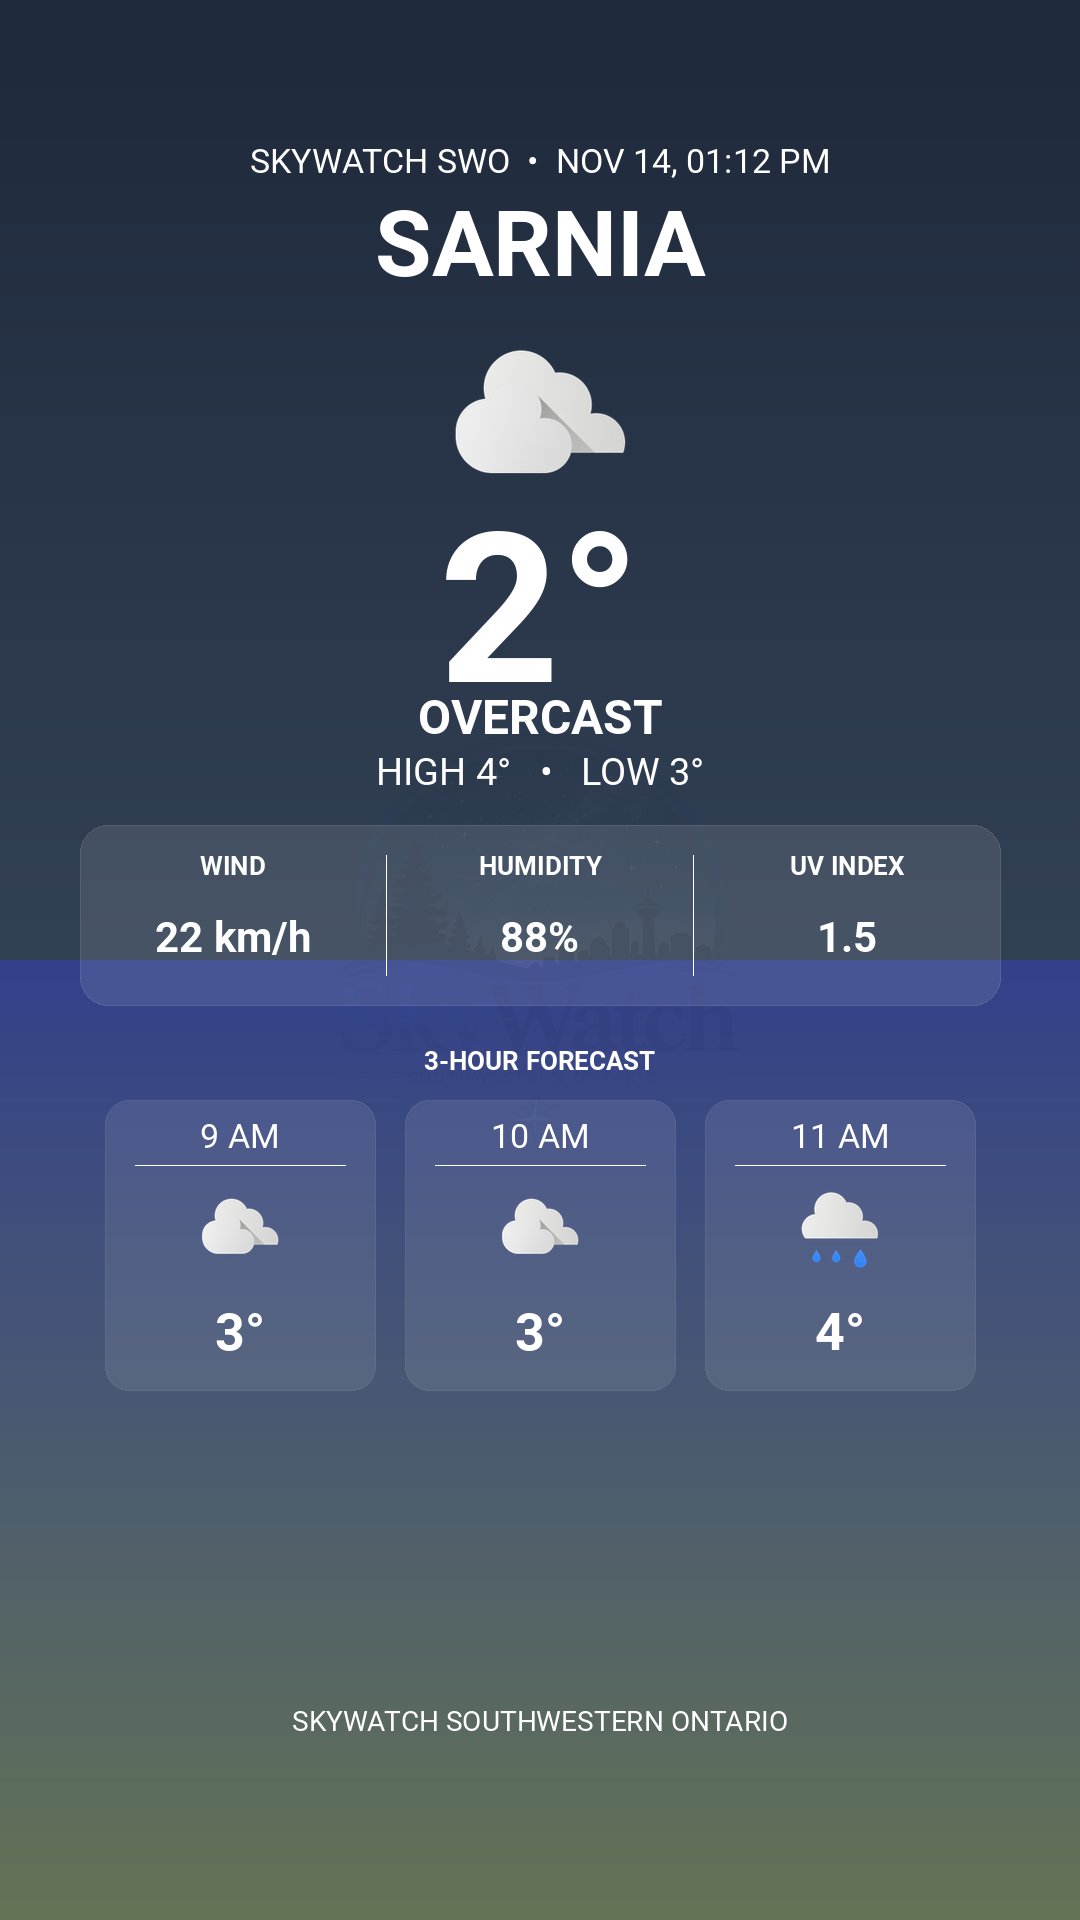 SKYWATCH SWO • NOV 14, 01:12 PM
SARNIA
2°
OVERCAST
HIGH 4° • LOW 3°
WIND HUMIDITY UV INDEX
22 km/h 88% 1.5
SkyWatch
3-HOUR FORECAST
9 AM 10 AM 11 AM
3° 3° 4°
SKYWATCH SOUTHWESTERN ONTARIO